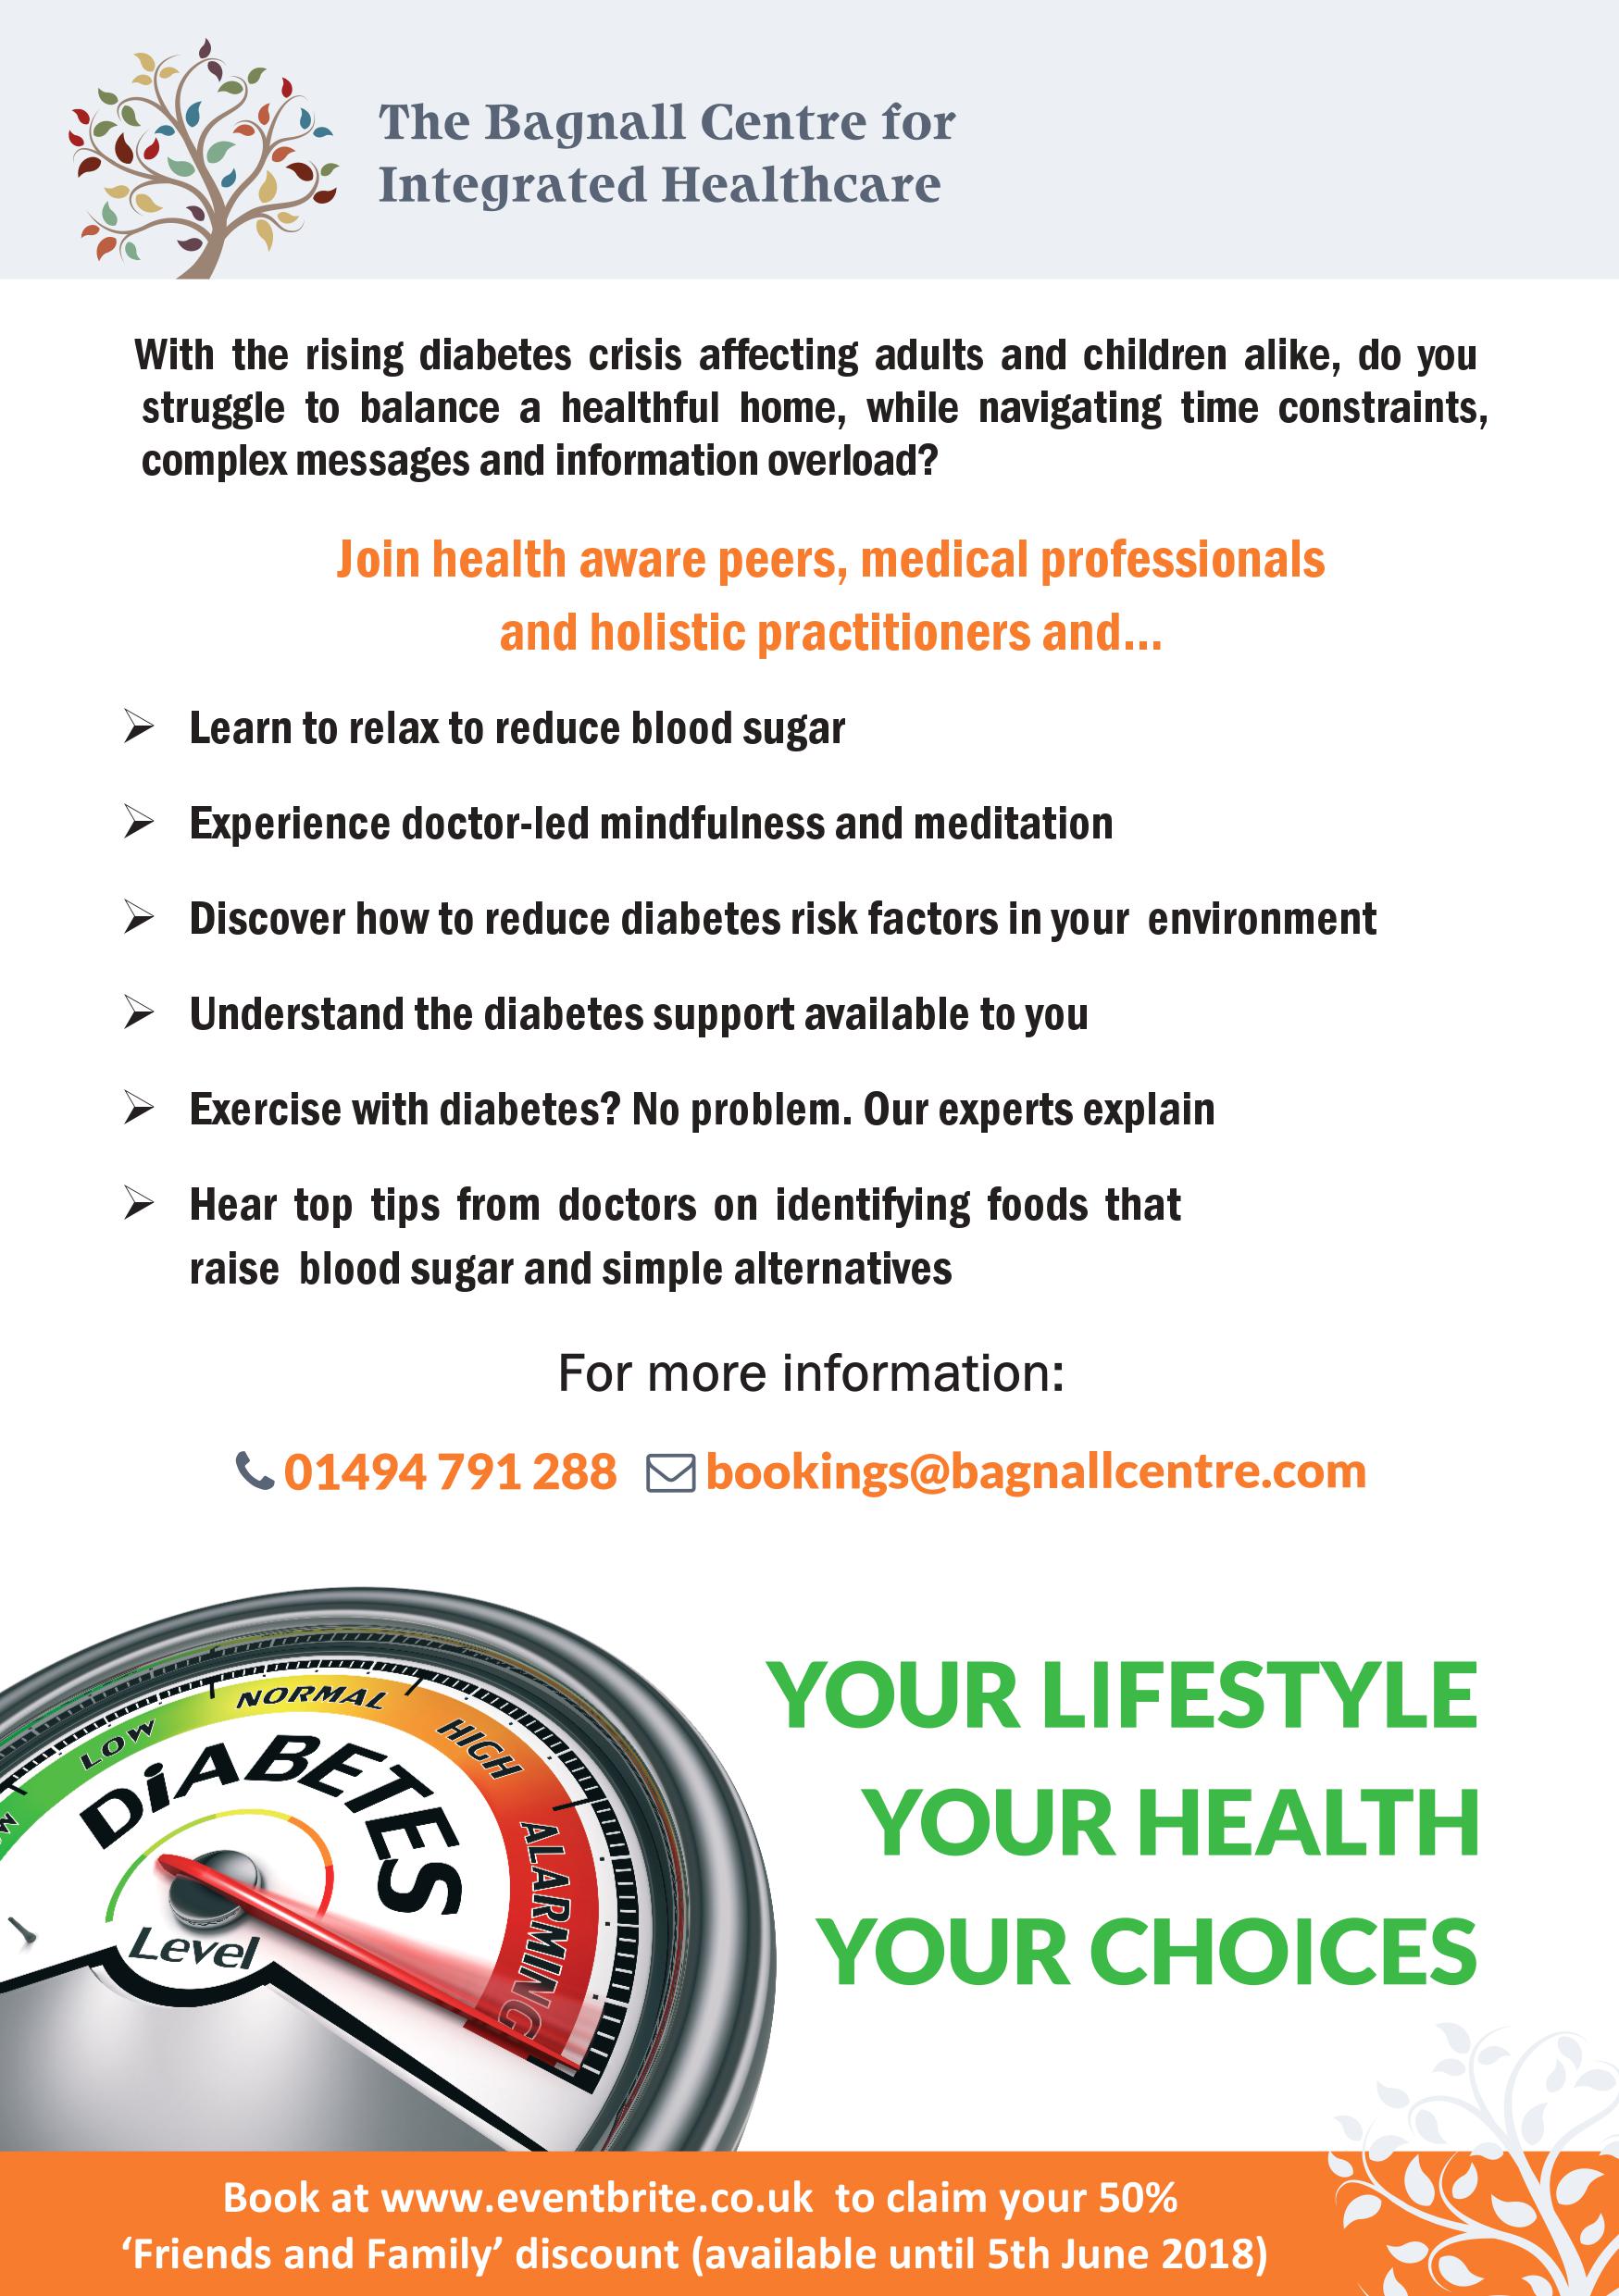 The Bagnall Centre for
Integrated Healthcare
With the rising diabetes crisis affecting adults and children alike, do you
struggle to balance a healthful home, while navigating time constraints,
complex messages and information overload?
Join health aware peers, medical professionals
and holistic practitioners and...
➢ Learn to relax to reduce blood sugar
➢ Experience doctor-led mindfulness and meditation
➢ Discover how to reduce diabetes risk factors in your environment
➢ Understand the diabetes support available to you
➢ Exercise with diabetes? No problem. Our experts explain
➢ Hear top tips from doctors on identifying foods that
raise blood sugar and simple alternatives
For more information:
01494 791 288 bookings@bagnallcentre.com
LOW
NORMAL
HIGH
ALARMING
DiABETES
Level
YOUR LIFESTYLE
YOUR HEALTH
YOUR CHOICES
Book at www.eventbrite.co.uk to claim your 50%
‘Friends and Family’ discount (available until 5th June 2018)